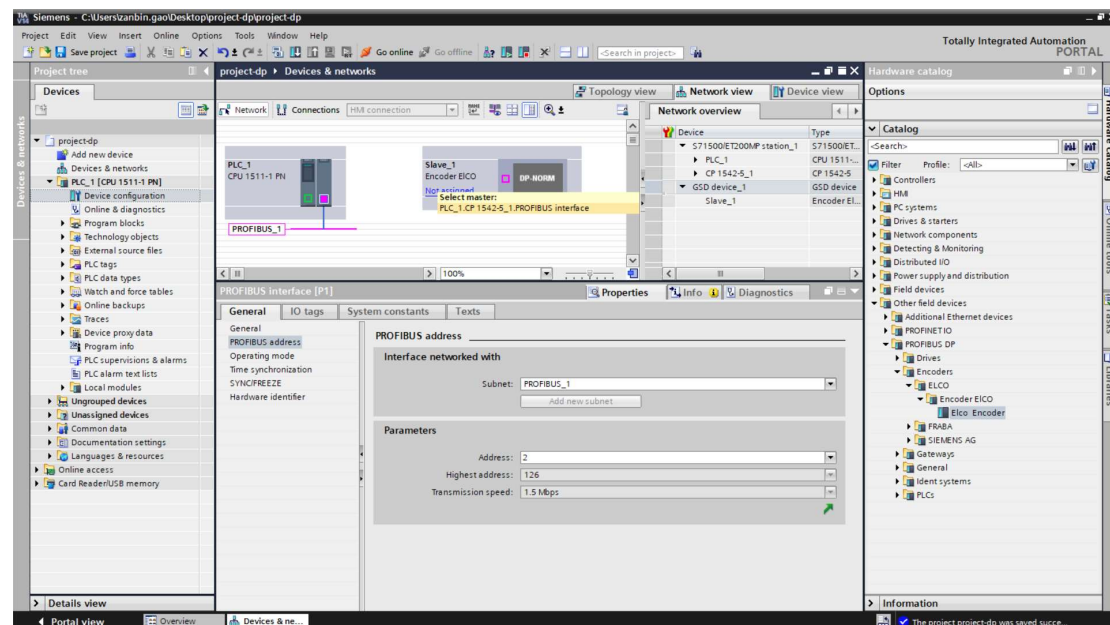 Siemens - C:\Users\zanbin.gao\Desktop\project-dp\project-dp
Project Edit View Insert Online Options Tools Window Help
Totally Integrated Automation
PORTAL
Save project
Go online
Go offline
<Search in project>
Project tree
Devices
Devices & networks
project-dp
Add new device
Devices & networks
PLC_1 [CPU 1511-1 PN]
Device configuration
Online & diagnostics
Program blocks
Technology objects
External source files
PLC tags
PLC data types
Watch and force tables
Online backups
Traces
Device proxy data
Program info
PLC supervisions & alarms
PLC alarm text lists
Local modules
Ungrouped devices
Unassigned devices
Common data
Documentation settings
Languages & resources
Online access
Card Reader/USB memory
Details view
project-dp Devices & networks
Topology view
Network view
Device view
Network
Connections
HMI connection
PLC_1
CPU 1511-1 PN
Slave_1
Encoder ElCO
DP-NORM
Not assigned
Select master:
PLC_1.CP 1542-5_1.PROFIBUS interface
PROFIBUS_1
100%
Network overview
Device Type
S71500/ET200MP station_1 S71500/ET...
PLC_1 CPU 1511-...
CP 1542-5_1 CP 1542-5
GSD device_1 GSD device
Slave_1 Encoder El...
PROFIBUS interface [P1]
Properties
Info
Diagnostics
General
IO tags
System constants
Texts
General
PROFIBUS address
Operating mode
Time synchronization
SYNC/FREEZE
Hardware identifier
PROFIBUS address
Interface networked with
Subnet: PROFIBUS_1
Add new subnet
Parameters
Address: 2
Highest address: 126
Transmission speed: 1.5 Mbps
Hardware catalog
Options
Catalog
<Search>
Filter Profile: <All>
Controllers
HMI
PC systems
Drives & starters
Network components
Detecting & Monitoring
Distributed I/O
Power supply and distribution
Field devices
Other field devices
Additional Ethernet devices
PROFINET IO
PROFIBUS DP
Drives
Encoders
ELCO
Encoder ElCO
Elco Encoder
FRABA
SIEMENS AG
Gateways
General
Ident systems
PLCs
Information
Hardware catalog
Online tools
Tasks
Libraries
Portal view
Overview
Devices & ne...
The project project-dp was saved succe...